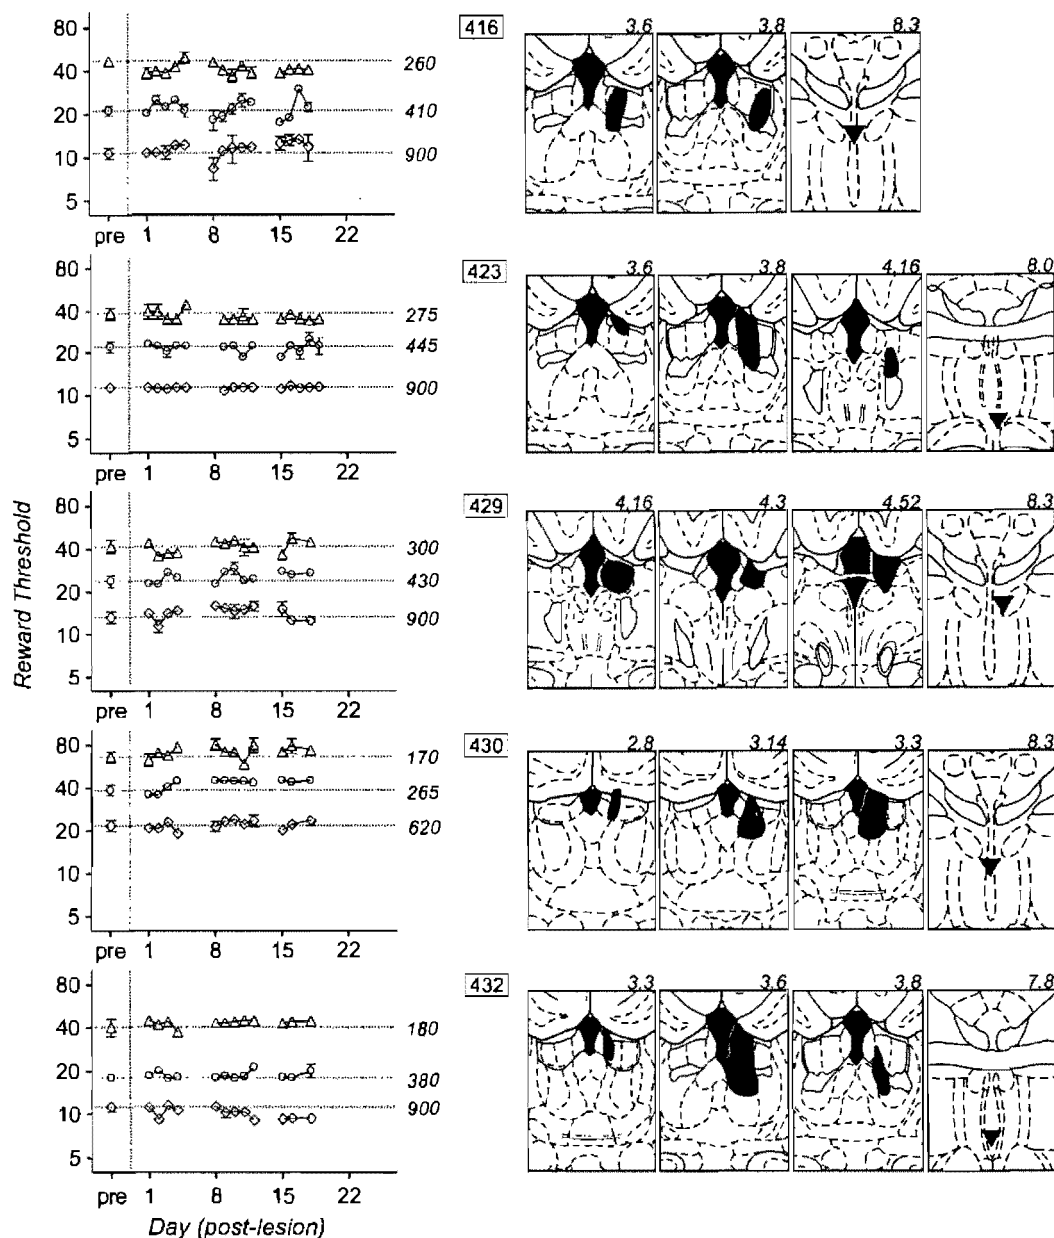 416 3.6 3.8 8.3
80
40 260
20 410
10 900
5
pre 1 8 15 22
423 3.6 3.8 4.16 8.0
80
40 275
20 445
10 900
5
pre 1 8 15 22
429 4.16 4.3 4.52 8.3
80
40 300
20 430
10 900
5
pre 1 8 15 22
430 2.8 3.14 3.3 8.3
80 170
40 265
20 620
10
5
pre 1 8 15 22
432 3.3 3.6 3.8 7.8
80
40 180
20 380
10 900
5
pre 1 8 15 22
Reward Threshold
Day (post-lesion)